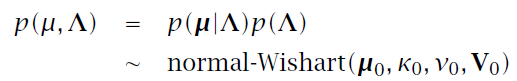 p(μ, Λ) = p(μ|Λ)p(Λ)
∼ normal-Wishart(μ₀, κ₀, ν₀, V₀)